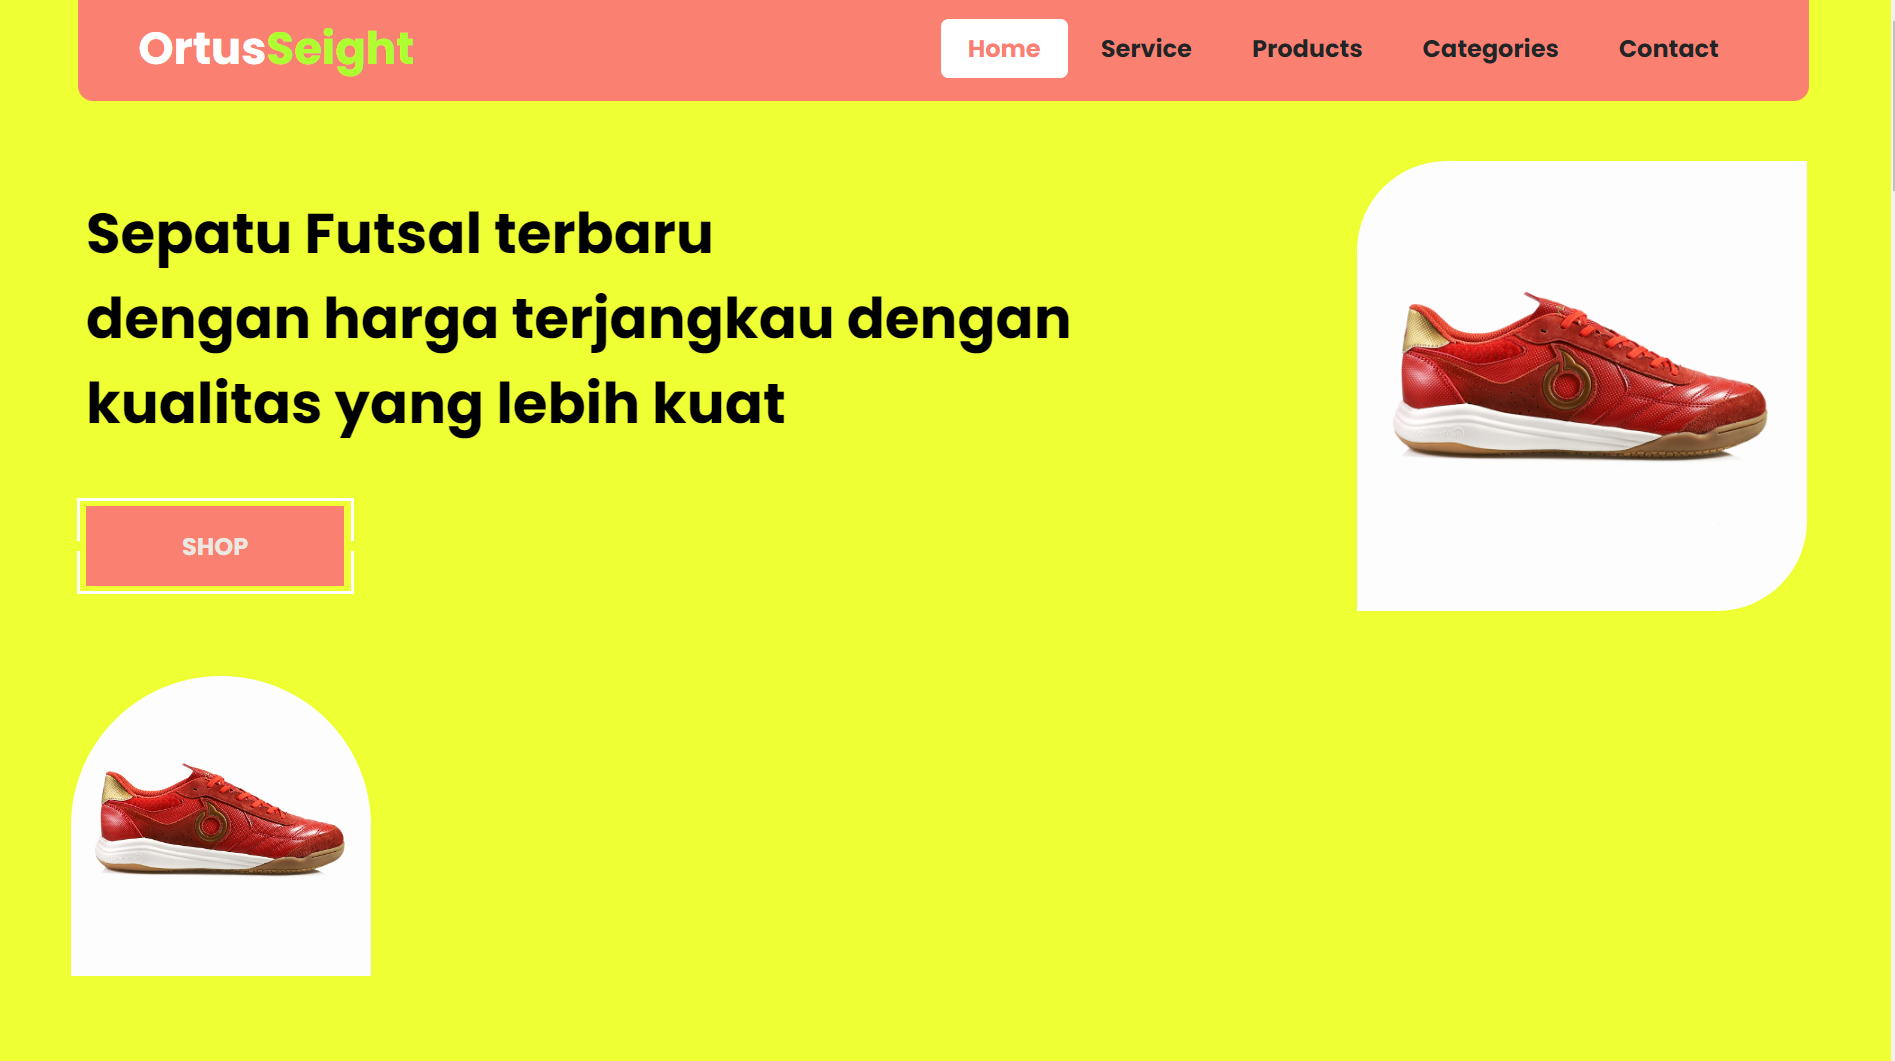 OrtusSeight
Home Service Products Categories Contact
Sepatu Futsal terbaru
dengan harga terjangkau dengan
kualitas yang lebih kuat
SHOP